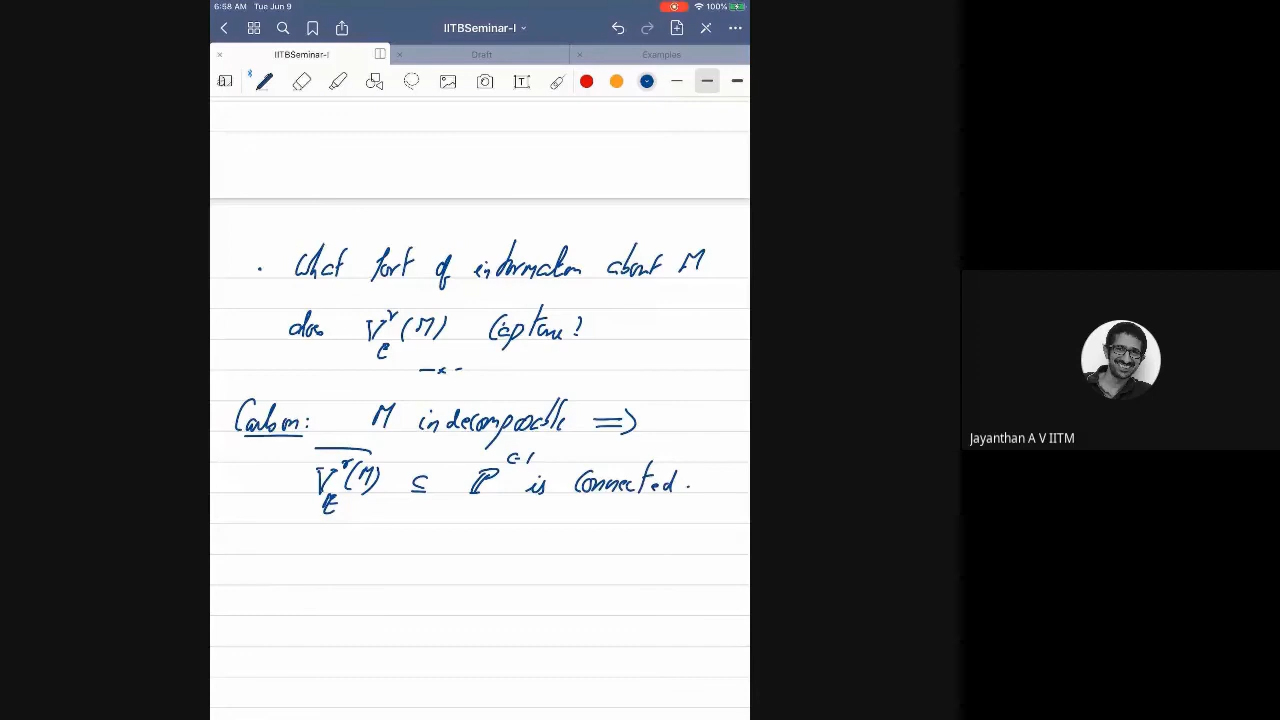 6:58 AM Tue Jun 9
100%
IITBSeminar-I
IITBSeminar-I
Draft
Examples
. What sort of information about M
does V_E^r(M) capture?
—x-
Carlson: M indecomposable ⟹
\overline{V_E^r(M)} ⊆ ℙ^{c-1} is connected.
Jayanthan A V IITM